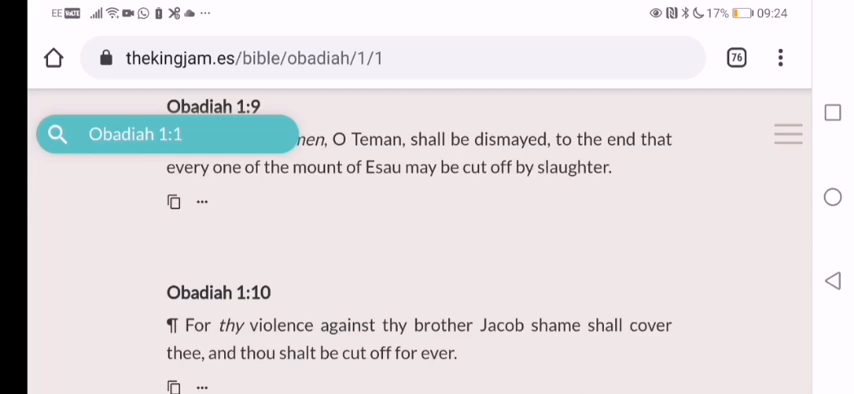 EE VoLTE 17% 09:24
thekingjam.es/bible/obadiah/1/1 76
Obadiah 1:9
Obadiah 1:1
men, O Teman, shall be dismayed, to the end that
every one of the mount of Esau may be cut off by slaughter.
Obadiah 1:10
¶ For thy violence against thy brother Jacob shame shall cover
thee, and thou shalt be cut off for ever.